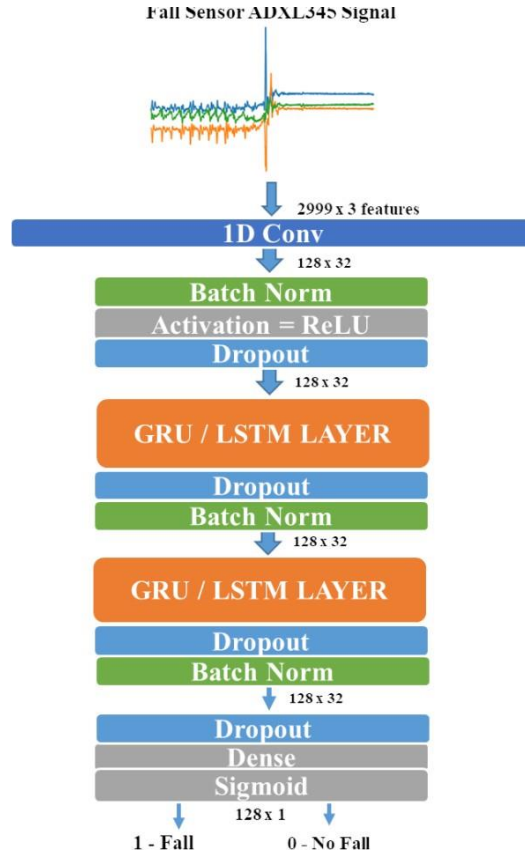 Fall Sensor ADXL345 Signal
2999 x 3 features
1D Conv
128 x 32
Batch Norm
Activation = ReLU
Dropout
128 x 32
GRU / LSTM LAYER
Dropout
Batch Norm
128 x 32
GRU / LSTM LAYER
Dropout
Batch Norm
128 x 32
Dropout
Dense
Sigmoid
128 x 1
1 - Fall 0 - No Fall